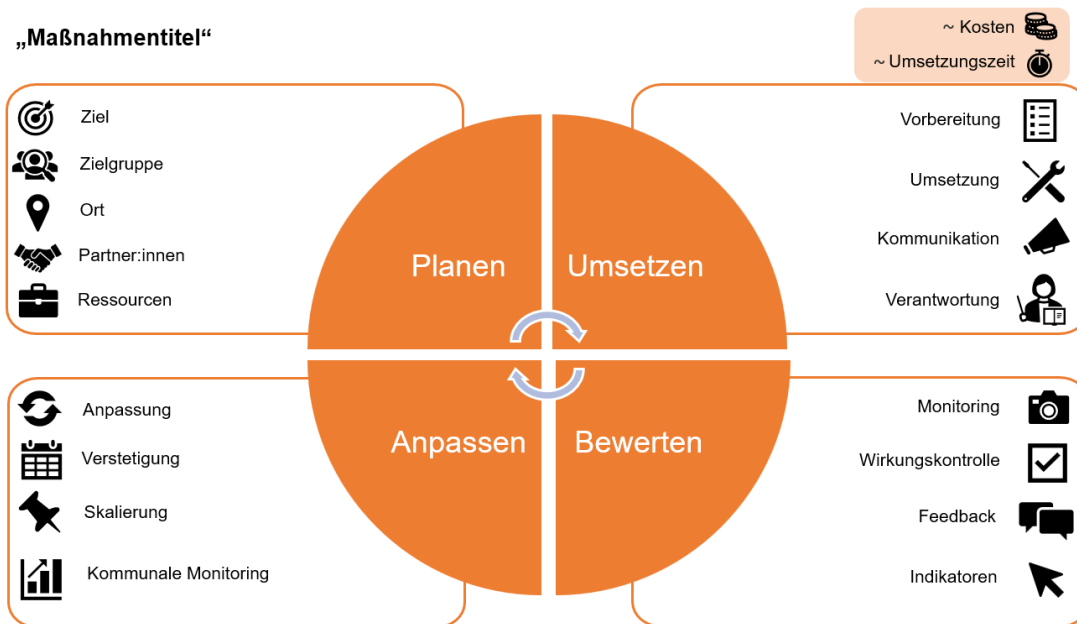 „Maßnahmentitel“
~ Kosten
~ Umsetzungszeit
Ziel
Zielgruppe
Ort
Partner:innen
Ressourcen
Planen
Umsetzen
Vorbereitung
Umsetzung
Kommunikation
Verantwortung
Anpassung
Verstetigung
Skalierung
Kommunale Monitoring
Anpassen
Bewerten
Monitoring
Wirkungskontrolle
Feedback
Indikatoren